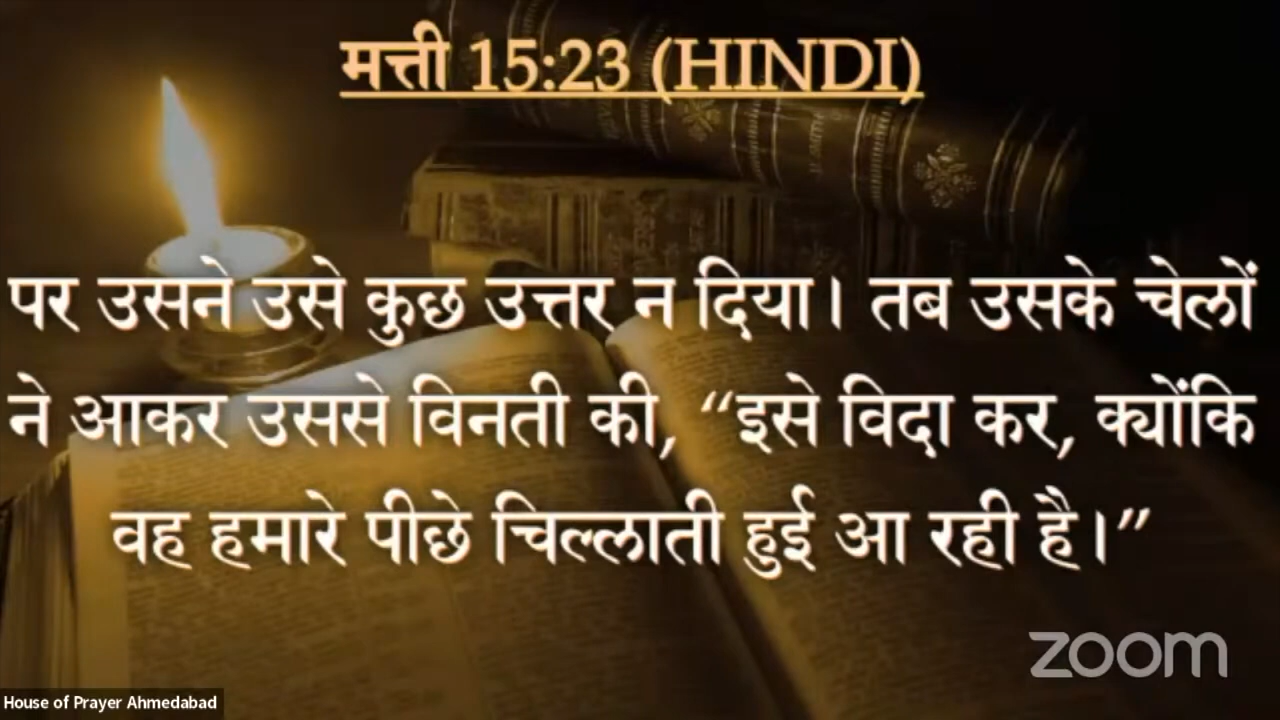 मत्ती 15:23 (HINDI)
पर उसने उसे कुछ उत्तर न दिया। तब उसके चेलों
ने आकर उससे विनती की, “इसे विदा कर, क्योंकि
वह हमारे पीछे चिल्लाती हुई आ रही है।”
zoom
House of Prayer Ahmedabad